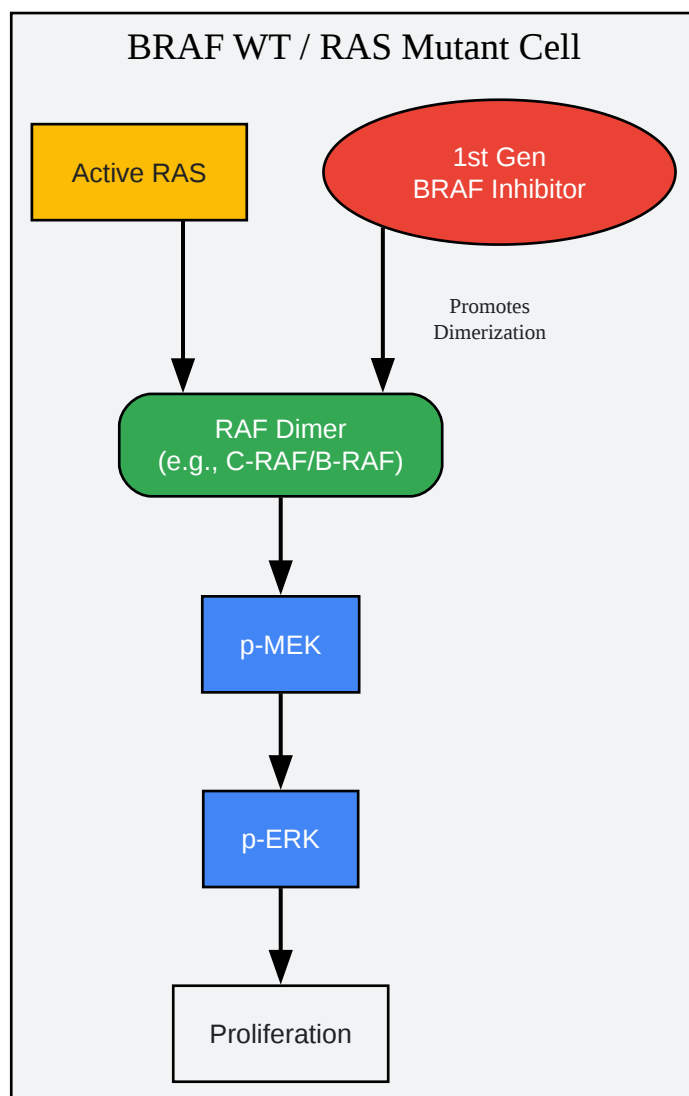 BRAF WT / RAS Mutant Cell
Active RAS
1st Gen
BRAF Inhibitor
Promotes
Dimerization
RAF Dimer
(e.g., C-RAF/B-RAF)
p-MEK
p-ERK
Proliferation